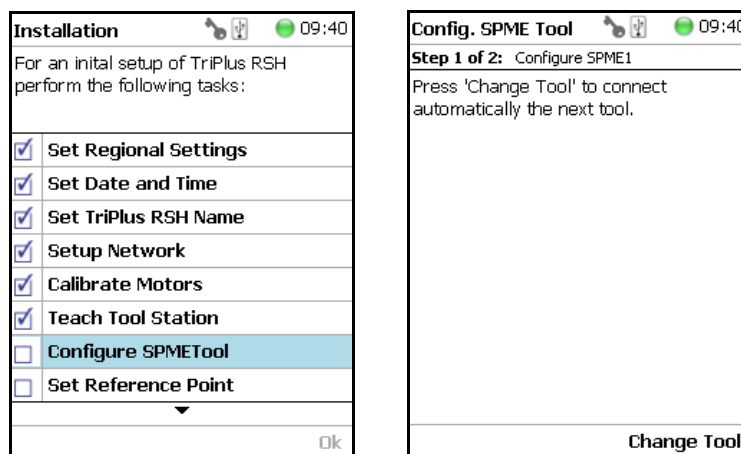 Installation 09:40
For an inital setup of TriPlus RSH
perform the following tasks:
Set Regional Settings
Set Date and Time
Set TriPlus RSH Name
Setup Network
Calibrate Motors
Teach Tool Station
Configure SPMETool
Set Reference Point
Ok
Config. SPME Tool 09:40
Step 1 of 2: Configure SPME1
Press 'Change Tool' to connect
automatically the next tool.
Change Tool